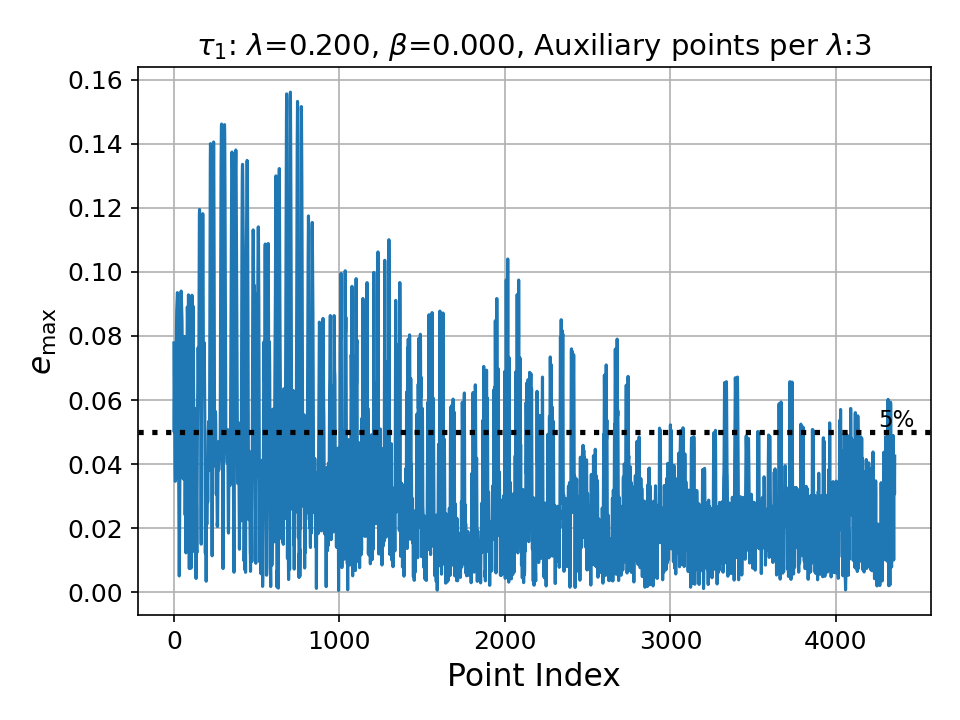 τ₁: λ=0.200, β=0.000, Auxiliary points per λ:3
0.16
0.14
0.12
0.10
0.08
0.06
0.04
0.02
0.00
e_max
5%
0 1000 2000 3000 4000
Point Index